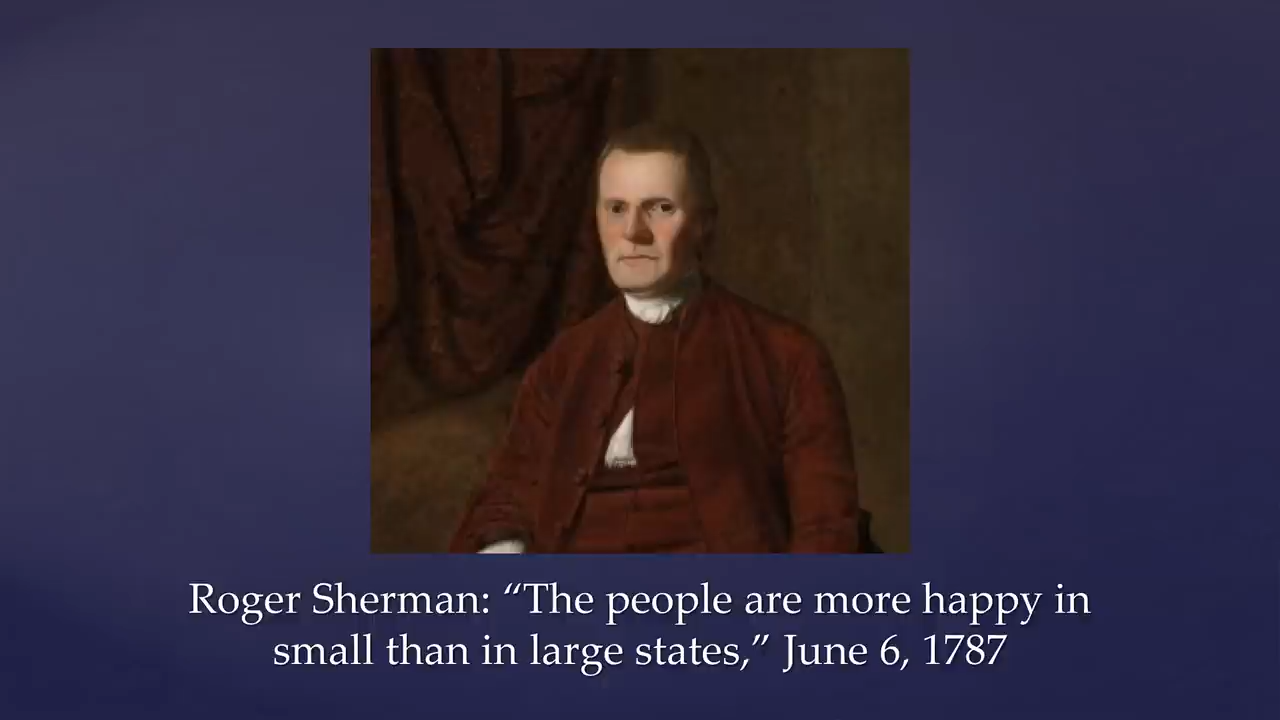 Roger Sherman: “The people are more happy in
small than in large states,” June 6, 1787